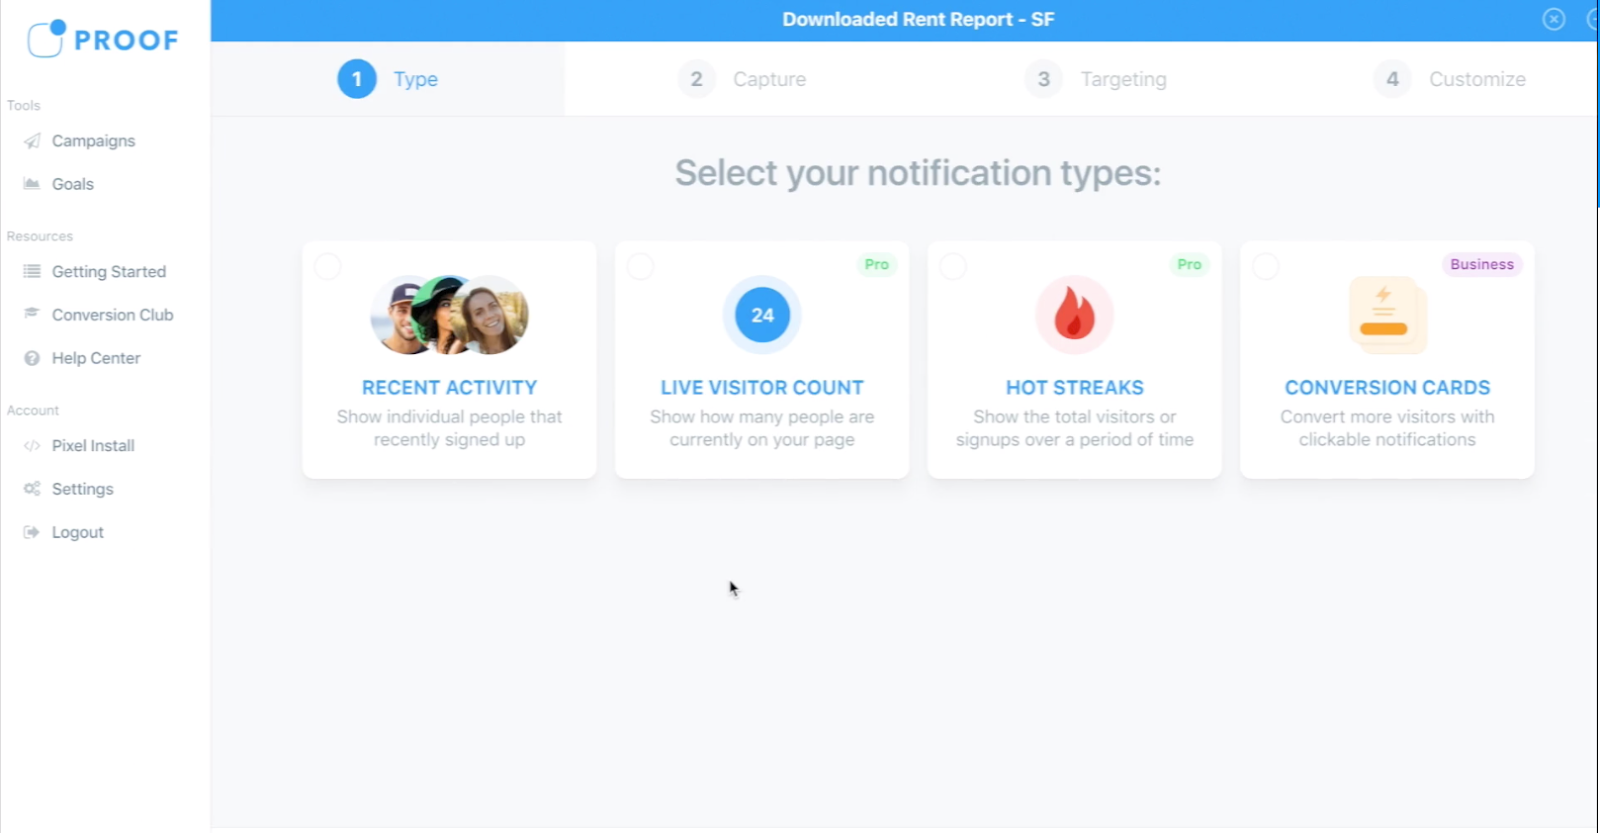 PROOF
Downloaded Rent Report - SF
1 Type
2 Capture
3 Targeting
4 Customize
Tools
Campaigns
Goals
Resources
Getting Started
Conversion Club
Help Center
Account
Pixel Install
Settings
Logout
Select your notification types:
RECENT ACTIVITY
Show individual people that
recently signed up
Pro
24
LIVE VISITOR COUNT
Show how many people are
currently on your page
Pro
HOT STREAKS
Show the total visitors or
signups over a period of time
Business
CONVERSION CARDS
Convert more visitors with
clickable notifications